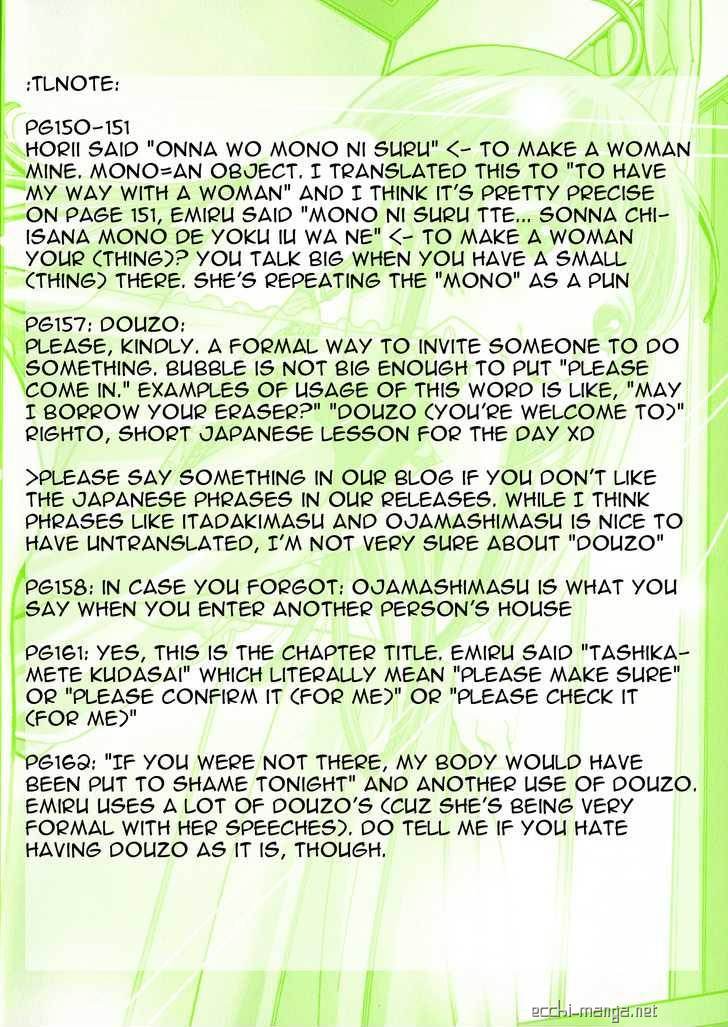 :TLNOTE:
PG150-151
HORII SAID "ONNA WO MONO NI SURU" <- TO MAKE A WOMAN
MINE. MONO=AN OBJECT. I TRANSLATED THIS TO "TO HAVE
MY WAY WITH A WOMAN" AND I THINK IT'S PRETTY PRECISE
ON PAGE 151, EMIRU SAID "MONO NI SURU TTE... SONNA CHI-
ISANA MONO DE YOKU IU WA NE" <- TO MAKE A WOMAN
YOUR (THING)? YOU TALK BIG WHEN YOU HAVE A SMALL
(THING) THERE. SHE'S REPEATING THE "MONO" AS A PUN
PG157: DOUZO:
PLEASE, KINDLY. A FORMAL WAY TO INVITE SOMEONE TO DO
SOMETHING. BUBBLE IS NOT BIG ENOUGH TO PUT "PLEASE
COME IN." EXAMPLES OF USAGE OF THIS WORD IS LIKE, "MAY
I BORROW YOUR ERASER?" "DOUZO (YOU'RE WELCOME TO)"
RIGHTO, SHORT JAPANESE LESSON FOR THE DAY XD
>PLEASE SAY SOMETHING IN OUR BLOG IF YOU DON'T LIKE
THE JAPANESE PHRASES IN OUR RELEASES. WHILE I THINK
PHRASES LIKE ITADAKIMASU AND OJAMASHIMASU IS NICE TO
HAVE UNTRANSLATED, I'M NOT VERY SURE ABOUT "DOUZO"
PG158: IN CASE YOU FORGOT: OJAMASHIMASU IS WHAT YOU
SAY WHEN YOU ENTER ANOTHER PERSON'S HOUSE
PG161: YES, THIS IS THE CHAPTER TITLE. EMIRU SAID "TASHIKA-
METE KUDASAI" WHICH LITERALLY MEAN "PLEASE MAKE SURE"
OR "PLEASE CONFIRM IT (FOR ME)" OR "PLEASE CHECK IT
(FOR ME)"
PG162: "IF YOU WERE NOT THERE, MY BODY WOULD HAVE
BEEN PUT TO SHAME TONIGHT" AND ANOTHER USE OF DOUZO.
EMIRU USES A LOT OF DOUZO'S (CUZ SHE'S BEING VERY
FORMAL WITH HER SPEECHES). DO TELL ME IF YOU HATE
HAVING DOUZO AS IT IS, THOUGH.
ecchi-manga.net